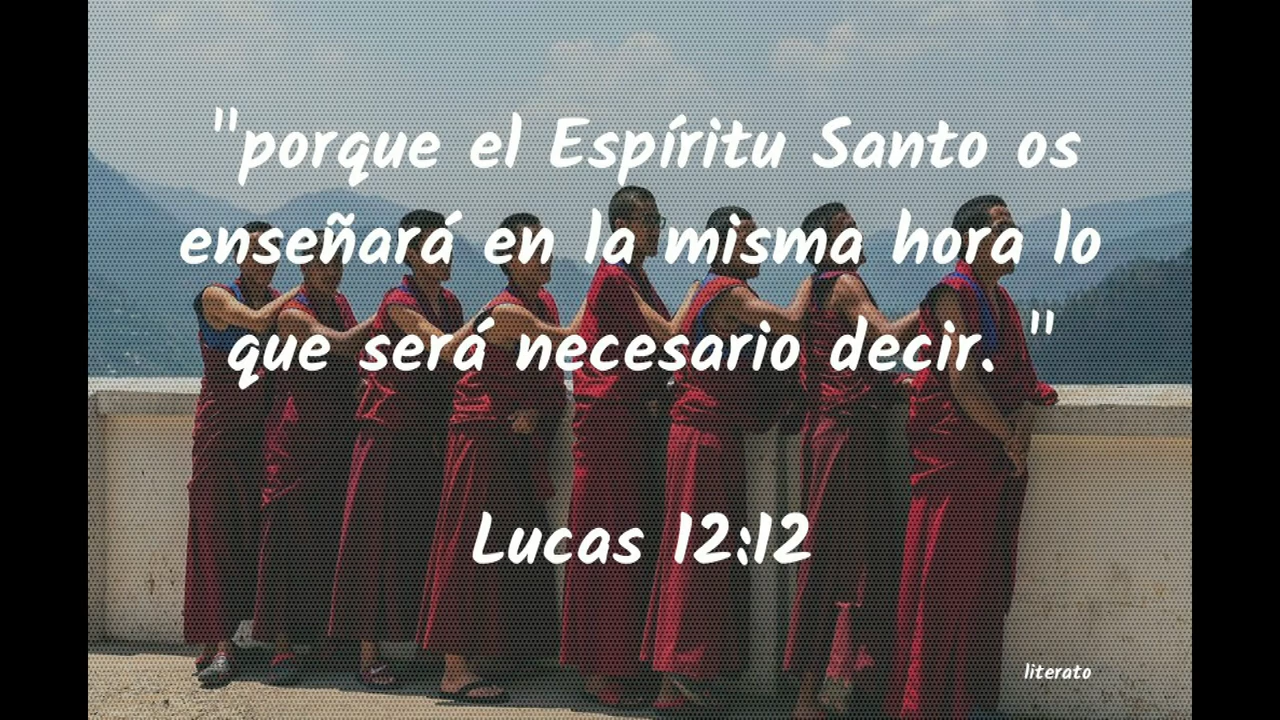 "porque el Espíritu Santo os
enseñará en la misma hora lo
que será necesario decir. "
Lucas 12:12
literato